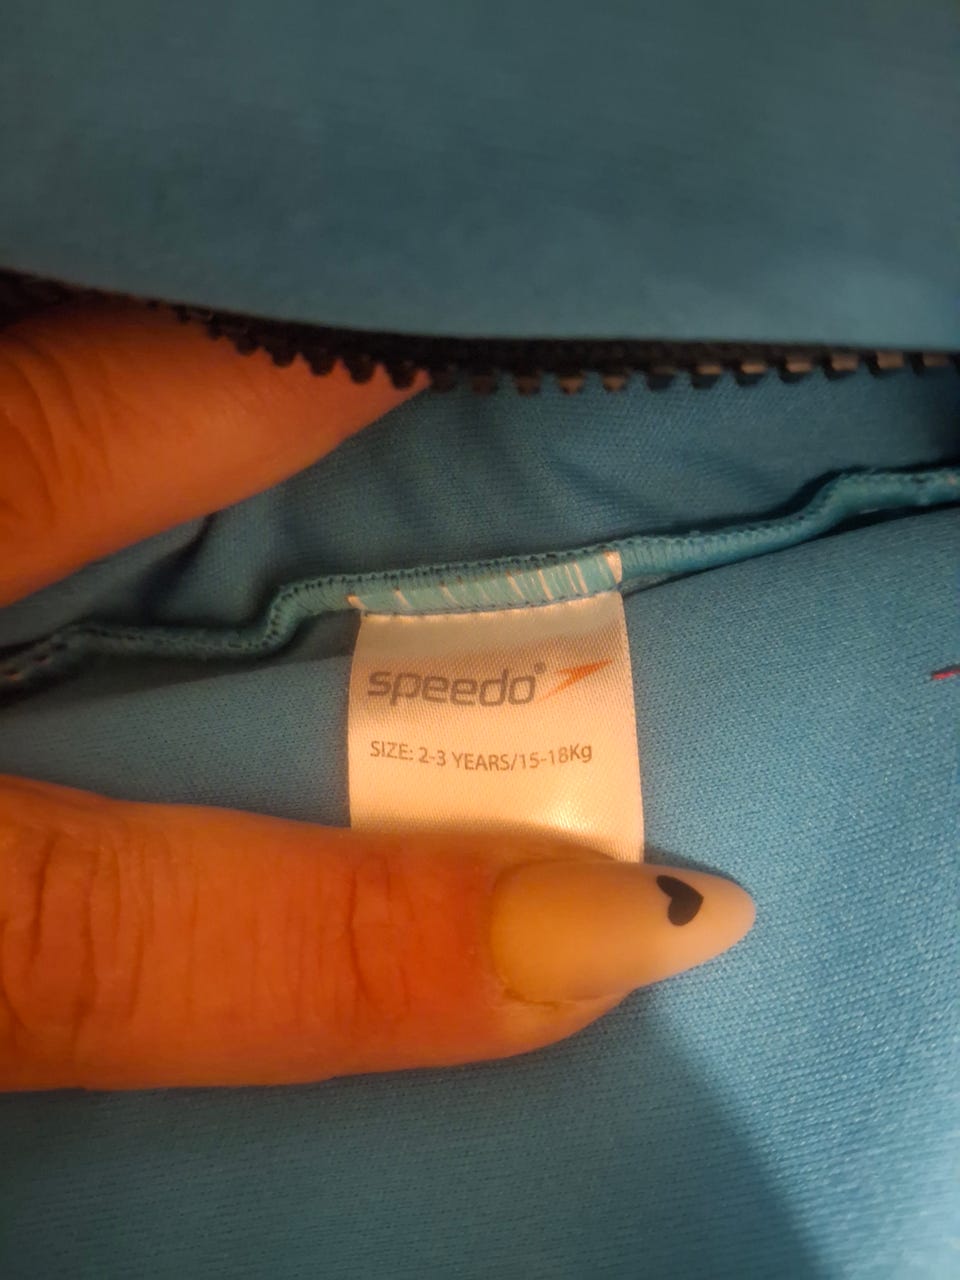 speedo®
SIZE: 2-3 YEARS/15-18Kg